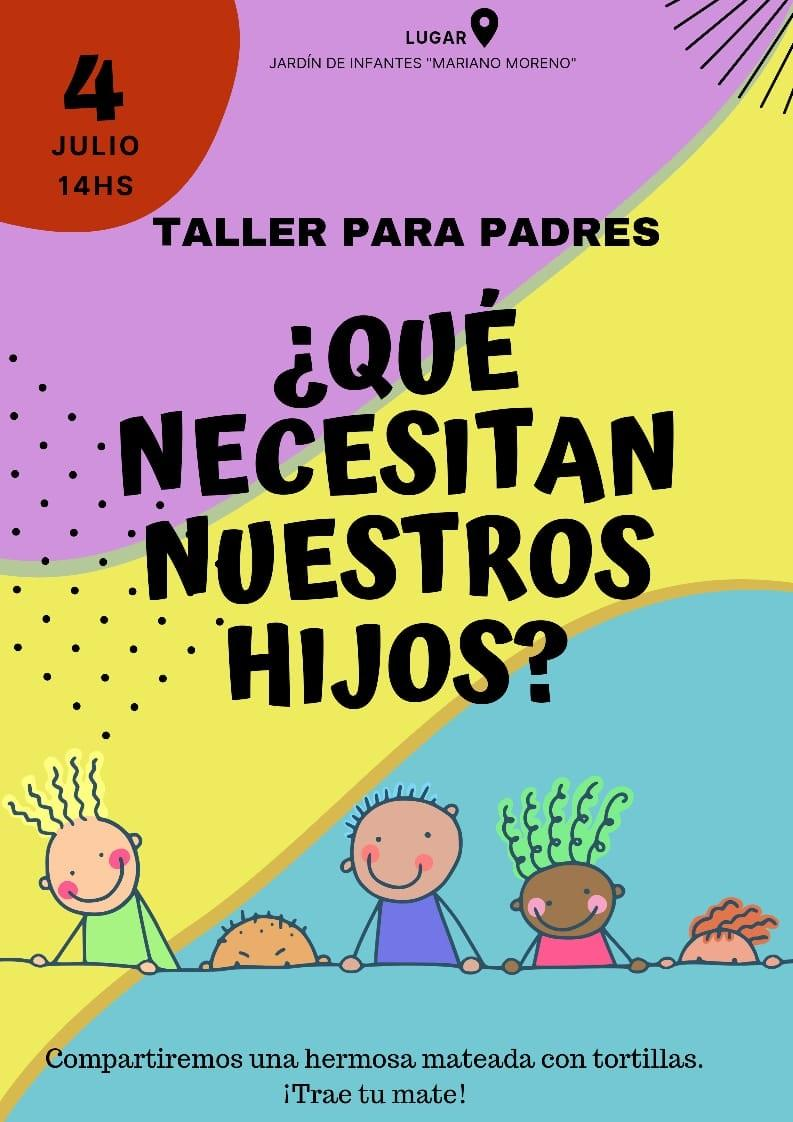 LUGAR
JARDÍN DE INFANTES "MARIANO MORENO"
4
JULIO
14HS
TALLER PARA PADRES
¿QUÉ
NECESITAN
NUESTROS
HIJOS?
Compartiremos una hermosa mateada con tortillas.
¡Trae tu mate!